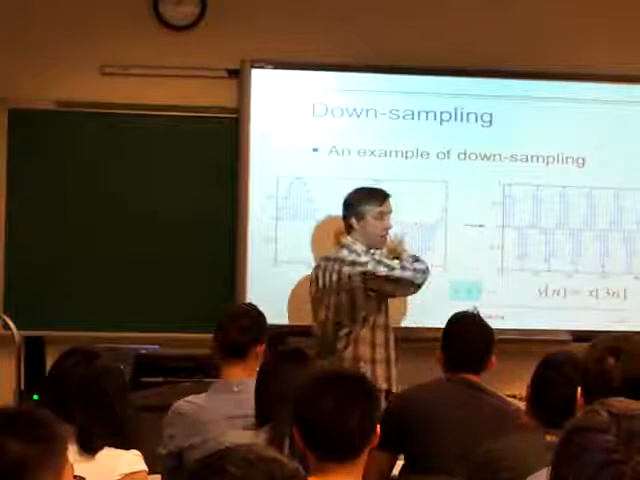 Down-sampling
▪ An example of down-sampling
y[n] = x[3n]